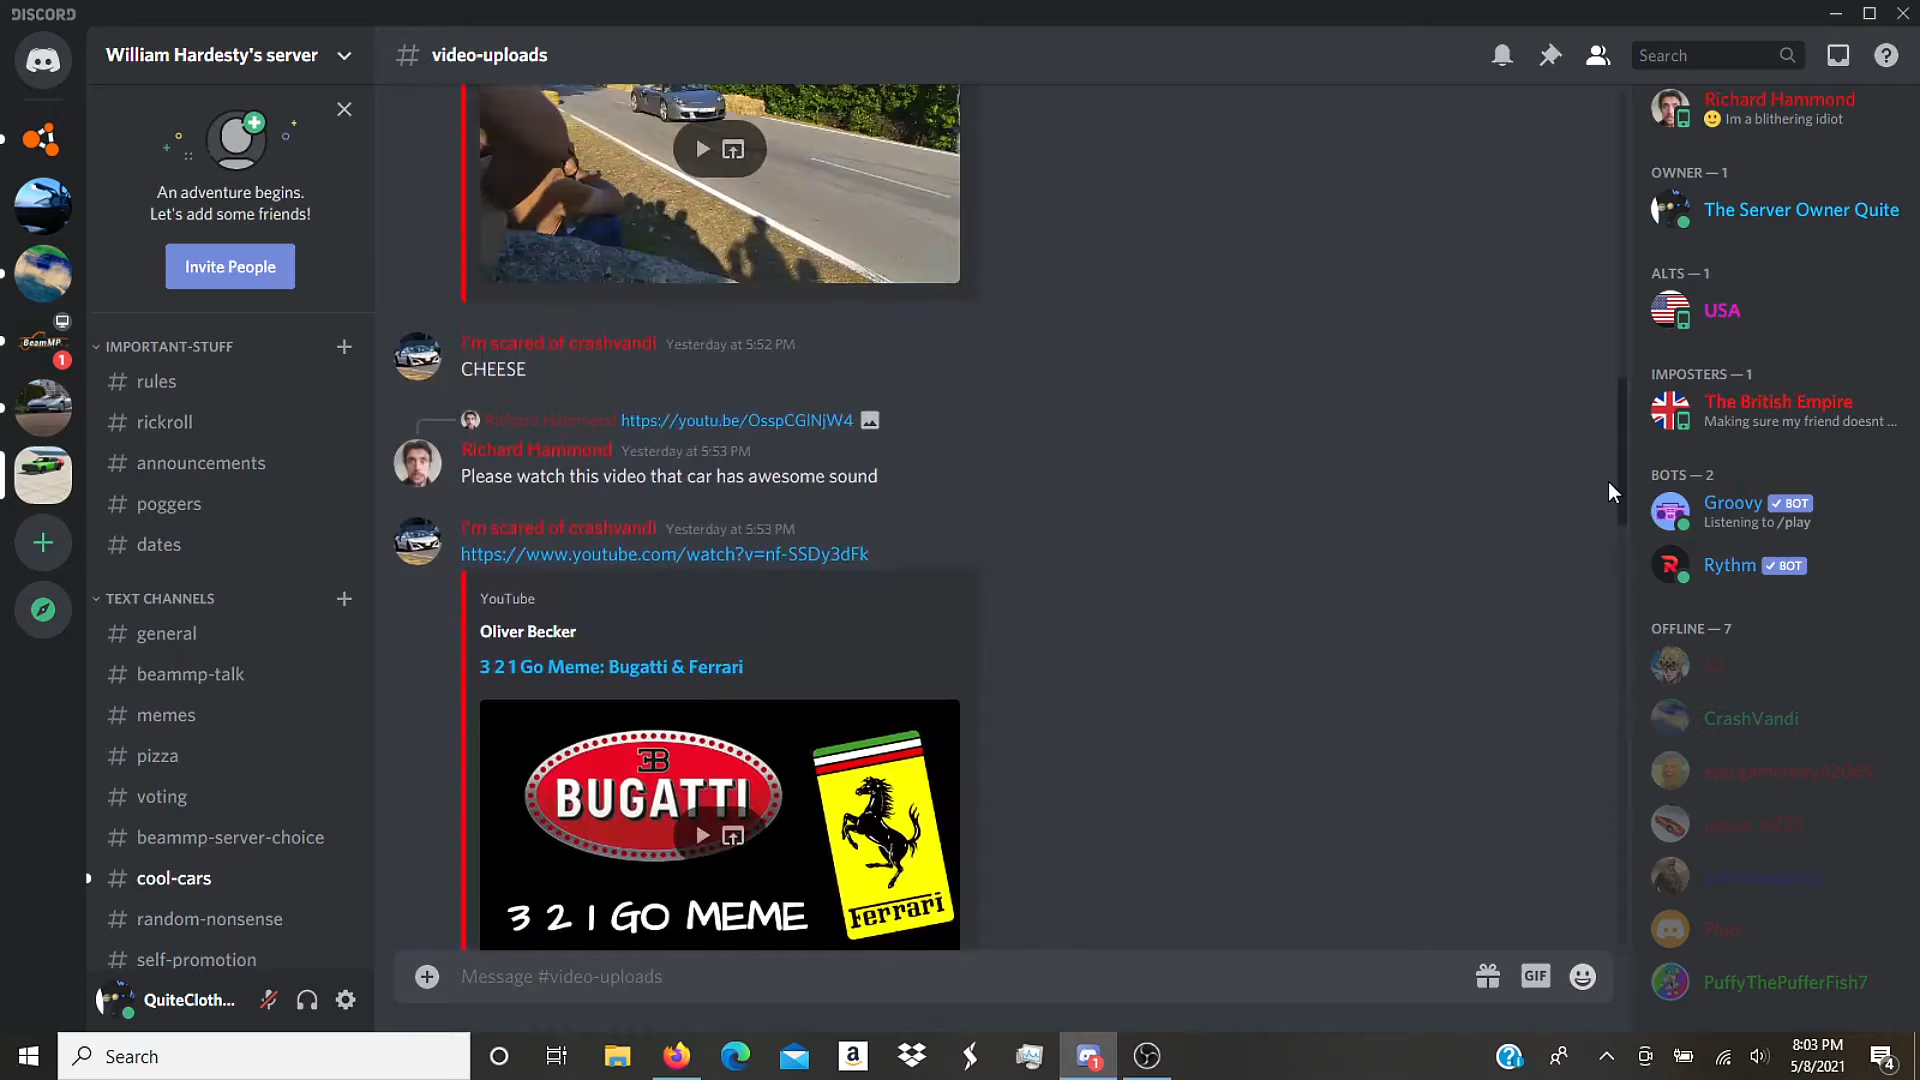 DISCORD
William Hardesty's server
video-uploads
Search
An adventure begins.
Let's add some friends!
Invite People
IMPORTANT-STUFF
rules
rickroll
announcements
poggers
dates
TEXT CHANNELS
general
beammp-talk
memes
pizza
voting
beammp-server-choice
cool-cars
random-nonsense
self-promotion
QuiteCloth...
BeamMP
1
I'm scared of crashvandi Yesterday at 5:52 PM
CHEESE
Richard Hammond https://youtu.be/OsspCGINjW4
Richard Hammond Yesterday at 5:53 PM
Please watch this video that car has awesome sound
I'm scared of crashvandi Yesterday at 5:53 PM
https://www.youtube.com/watch?v=nf-SSDy3dFk
YouTube
Oliver Becker
3 2 1 Go Meme: Bugatti & Ferrari
EB
BUGATTI
Ferrari
3 2 1 GO MEME
Message #video-uploads
GIF
Richard Hammond
Im a blithering idiot
OWNER — 1
The Server Owner Quite
ALTS — 1
USA
IMPOSTERS — 1
The British Empire
Making sure my friend doesnt ...
BOTS — 2
Groovy BOT
Listening to /play
Rythm BOT
OFFLINE — 7
CJ
CrashVandi
epicgamerboy42069
PuffyThePufferFish7
Search
a
1
8:03 PM
5/8/2021
4